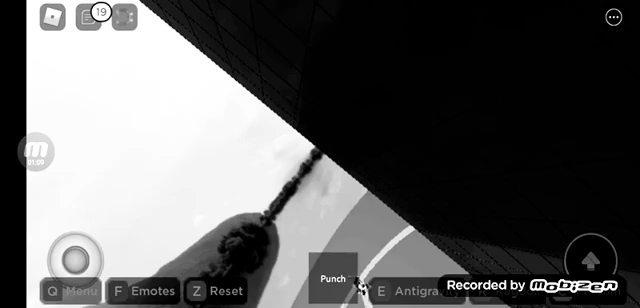 19
01:09
Punch
Q Menu F Emotes Z Reset E Antigra
Recorded by
mobizen